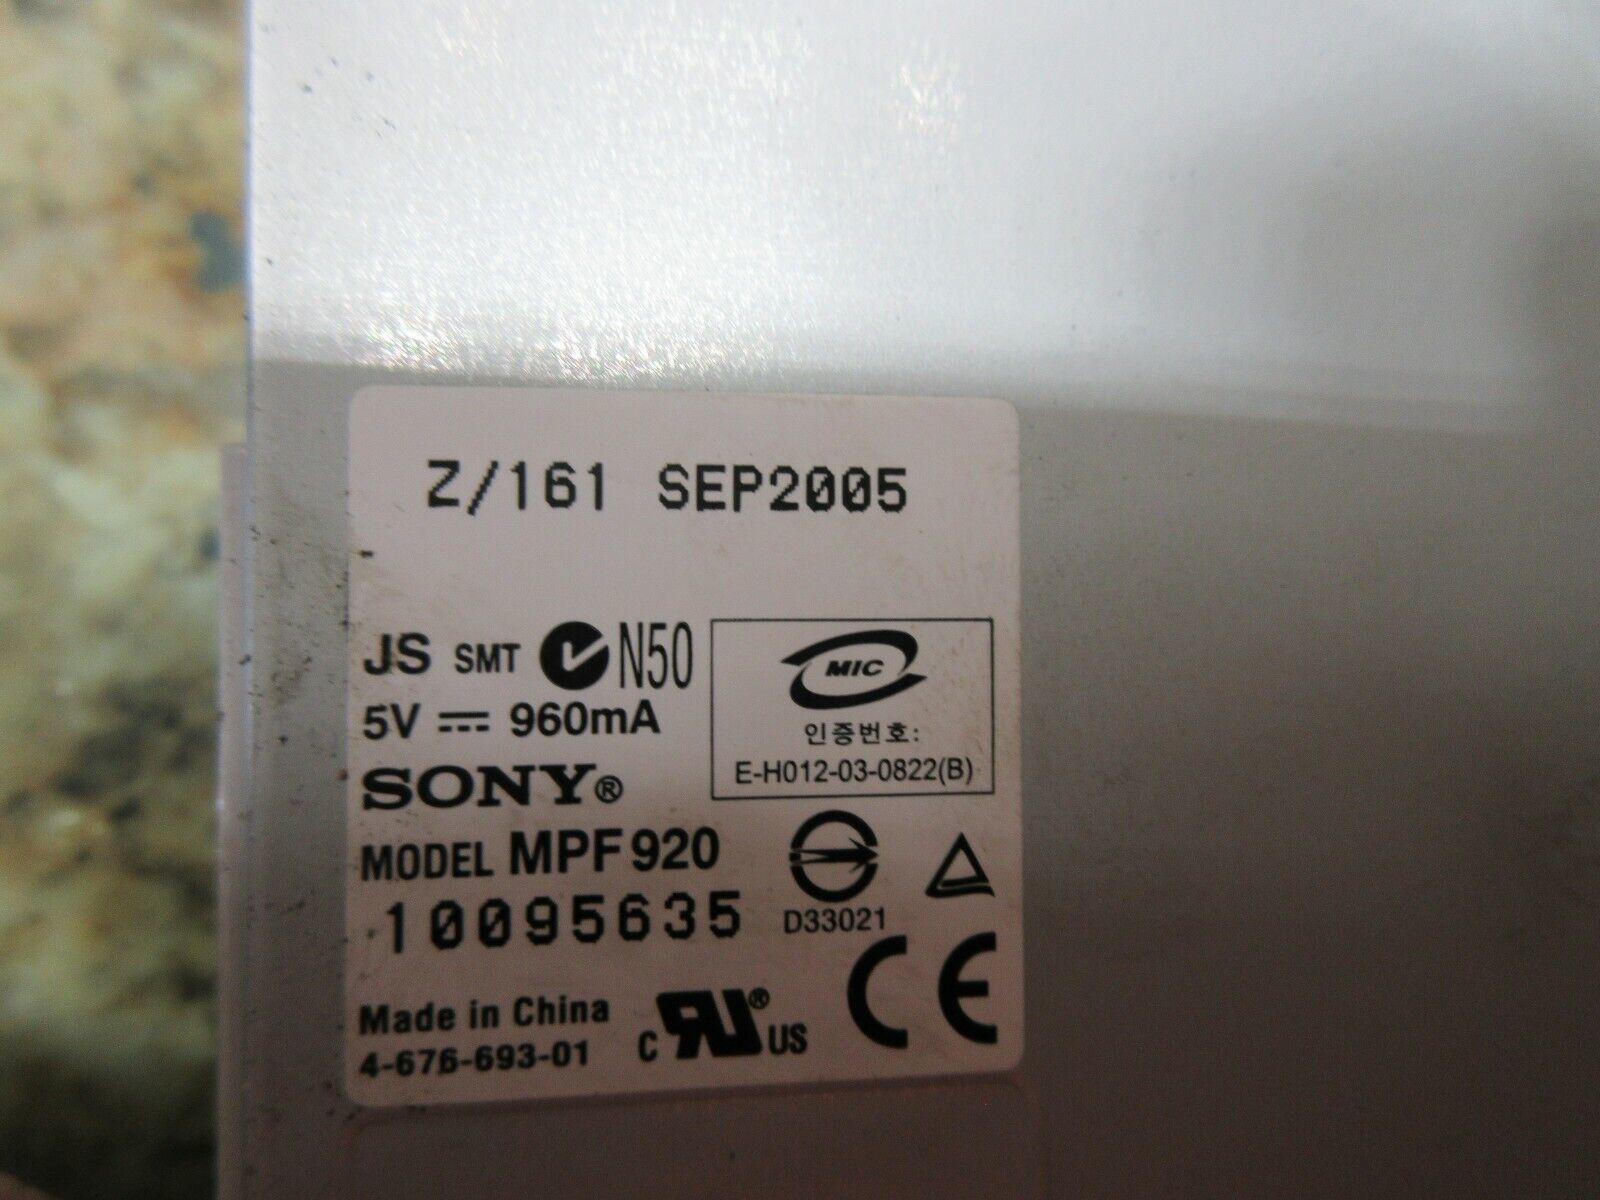 Z/161 SEP2005
JS SMT N50
5V ⎓ 960mA
SONY®
MODEL MPF920
10095635
Made in China
4-676-693-01
MIC
인증번호:
E-H012-03-0822(B)
D33021
C RU® US
CE